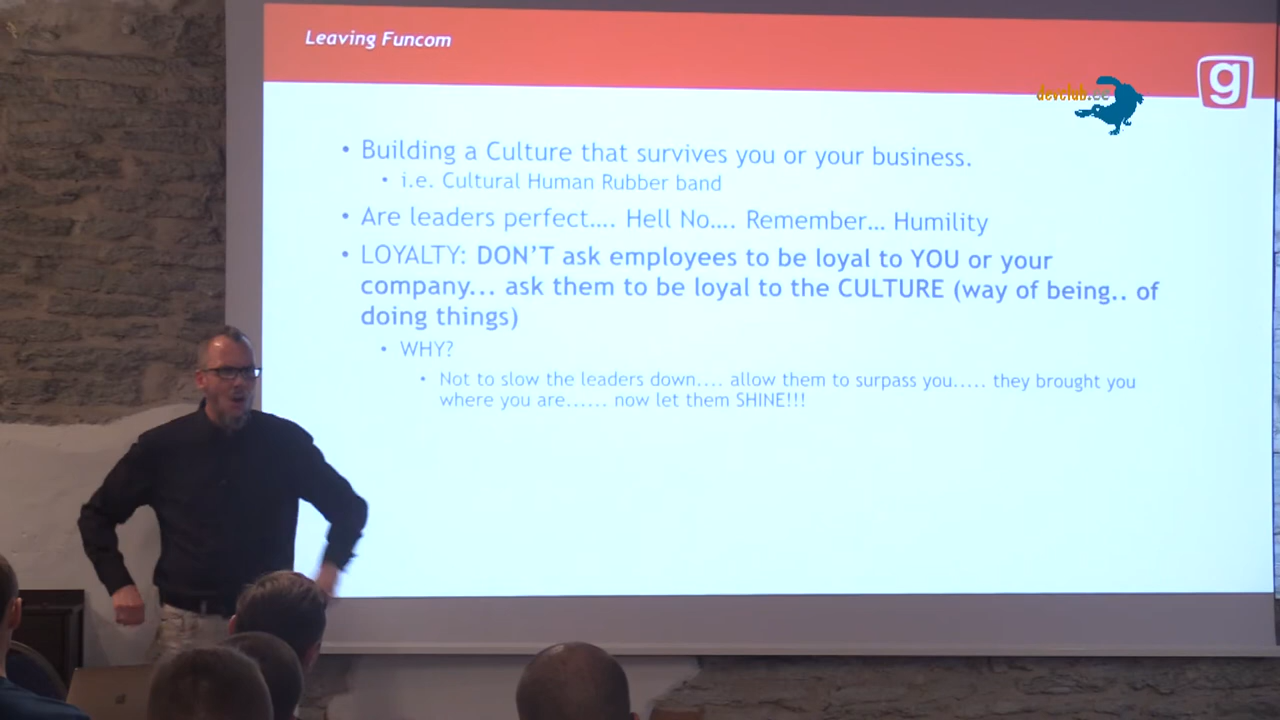 Leaving Funcom
g
devclub.ee
• Building a Culture that survives you or your business.
• i.e. Cultural Human Rubber band
• Are leaders perfect.... Hell No.... Remember... Humility
• LOYALTY: DON'T ask employees to be loyal to YOU or your
company... ask them to be loyal to the CULTURE (way of being.. of
doing things)
• WHY?
• Not to slow the leaders down.... allow them to surpass you..... they brought you
where you are...... now let them SHINE!!!